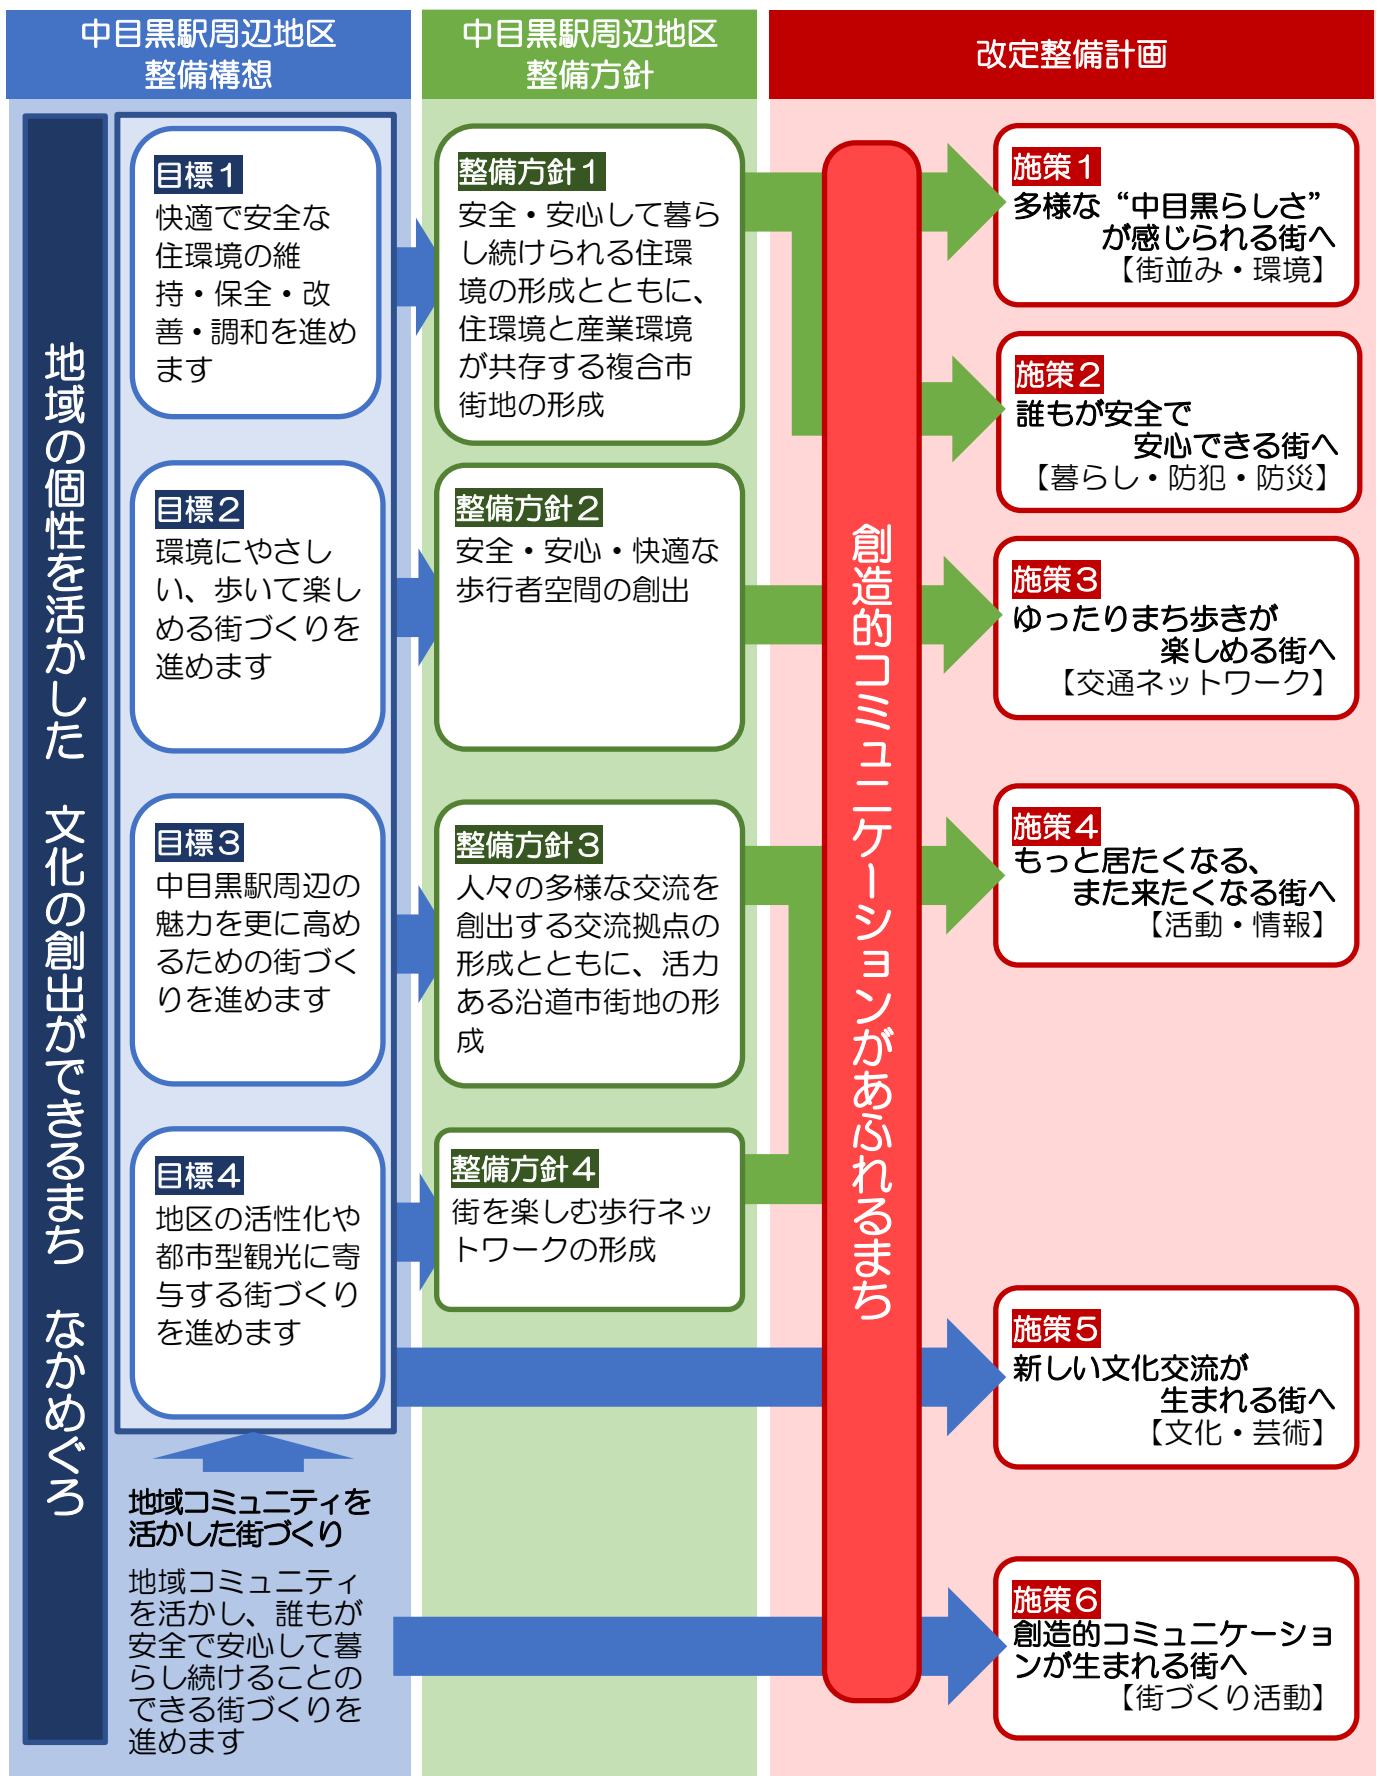 中目黒駅周辺地区
整備構想
地域の個性を活かした　文化の創出ができるまち　なかめぐろ
目標１
快適で安全な
住環境の維
持・保全・改
善・調和を進め
ます
目標２
環境にやさし
い、歩いて楽し
める街づくりを
進めます
目標３
中目黒駅周辺の
魅力を更に高め
るための街づく
りを進めます
目標４
地区の活性化や
都市型観光に寄
与する街づくり
を進めます
地域コミュニティを
活かした街づくり
地域コミュニティ
を活かし、誰もが
安全で安心して暮
らし続けることの
できる街づくりを
進めます
中目黒駅周辺地区
整備方針
整備方針１
安全・安心して暮ら
し続けられる住環
境の形成とともに、
住環境と産業環境
が共存する複合市
街地の形成
整備方針２
安全・安心・快適な
歩行者空間の創出
整備方針３
人々の多様な交流を
創出する交流拠点の
形成とともに、活力
ある沿道市街地の形
成
整備方針４
街を楽しむ歩行ネッ
トワークの形成
改定整備計画
創造的コミュニケーションがあふれるまち
施策１
多様な“中目黒らしさ”
が感じられる街へ
【街並み・環境】
施策２
誰もが安全で
安心できる街へ
【暮らし・防犯・防災】
施策３
ゆったりまち歩きが
楽しめる街へ
【交通ネットワーク】
施策４
もっと居たくなる、
また来たくなる街へ
【活動・情報】
施策５
新しい文化交流が
生まれる街へ
【文化・芸術】
施策６
創造的コミュニケーショ
ンが生まれる街へ
【街づくり活動】